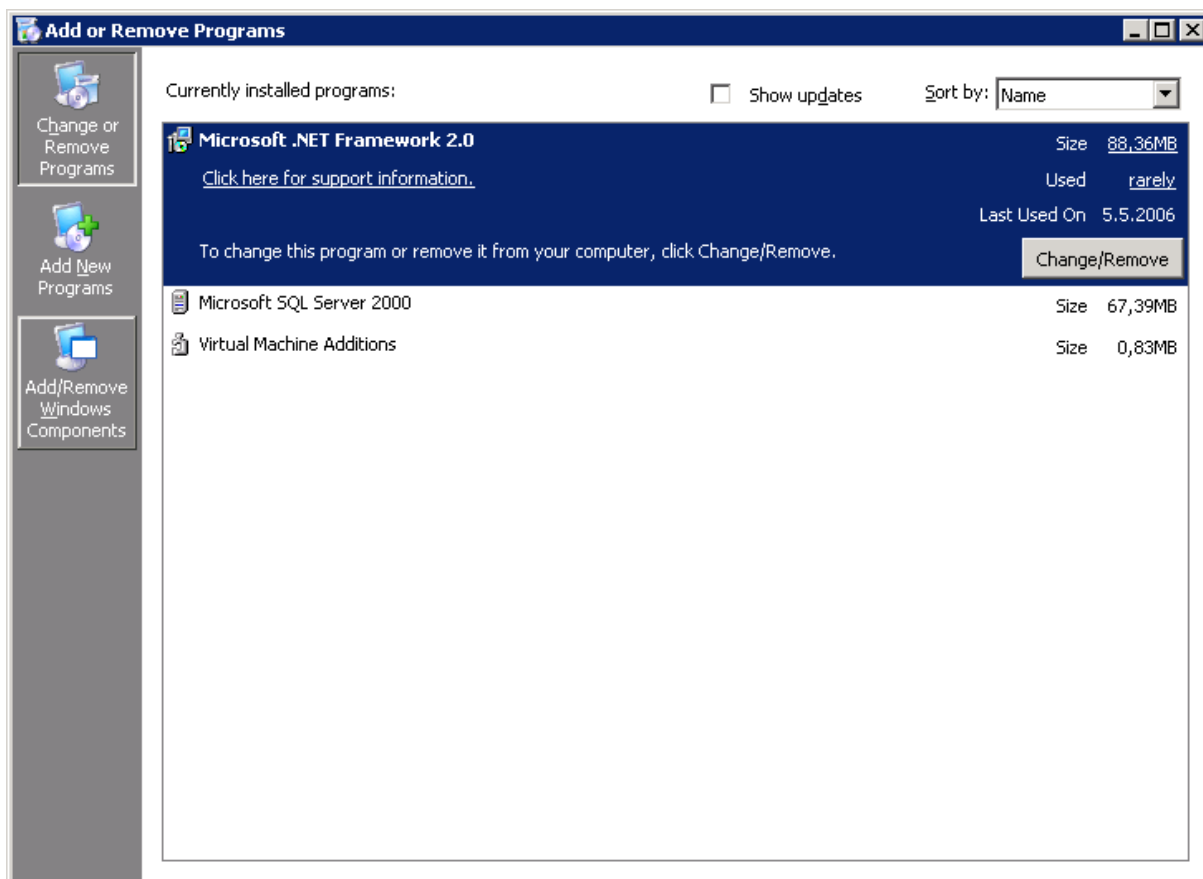 Add or Remove Programs
Change or
Remove
Programs
Add New
Programs
Add/Remove
Windows
Components
Currently installed programs:
Show updates
Sort by: Name
Microsoft .NET Framework 2.0
Size 88,36MB
Click here for support information.
Used rarely
Last Used On 5.5.2006
To change this program or remove it from your computer, click Change/Remove.
Change/Remove
Microsoft SQL Server 2000 Size 67,39MB
Virtual Machine Additions Size 0,83MB